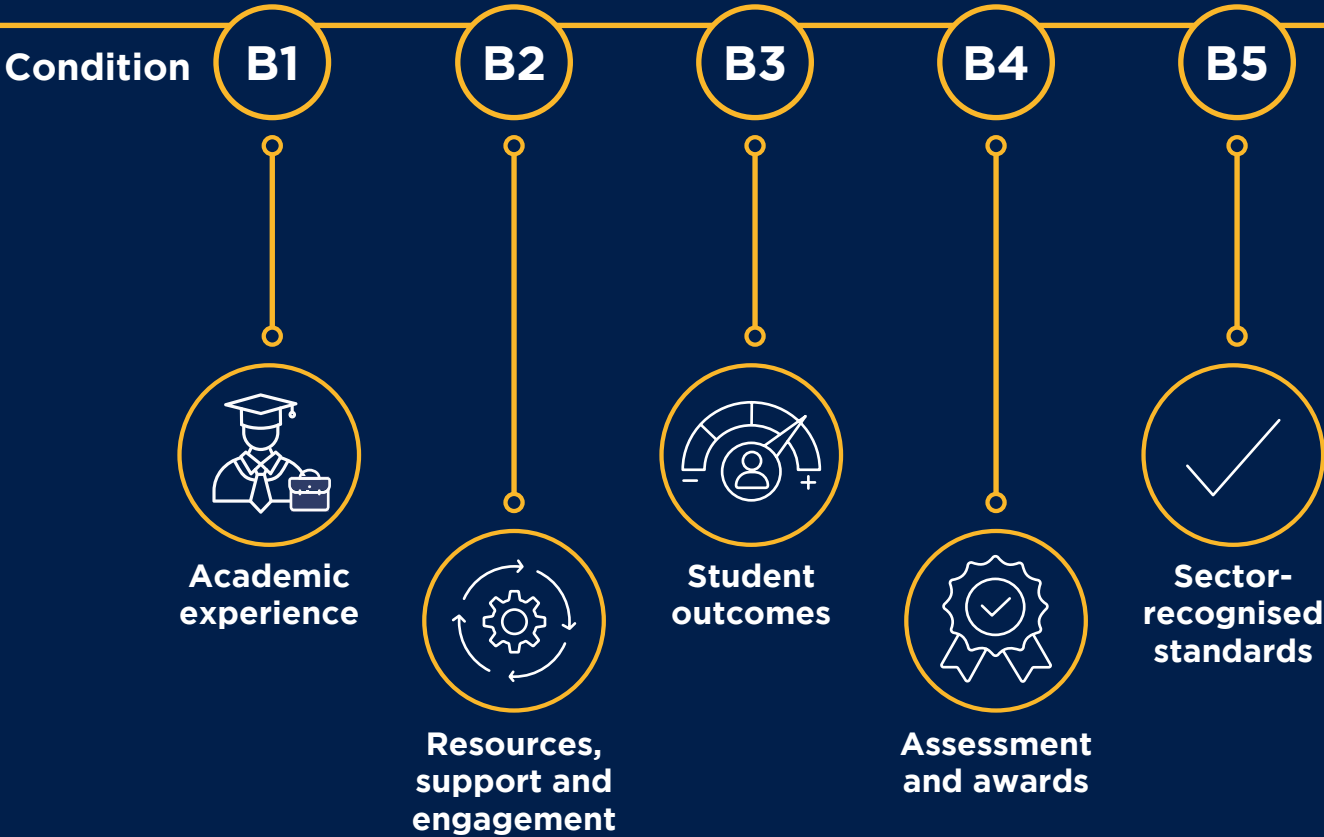 Condition B1 B2 B3 B4 B5
Academic
experience
Resources,
support and
engagement
Student
outcomes
Assessment
and awards
Sector-
recognised
standards